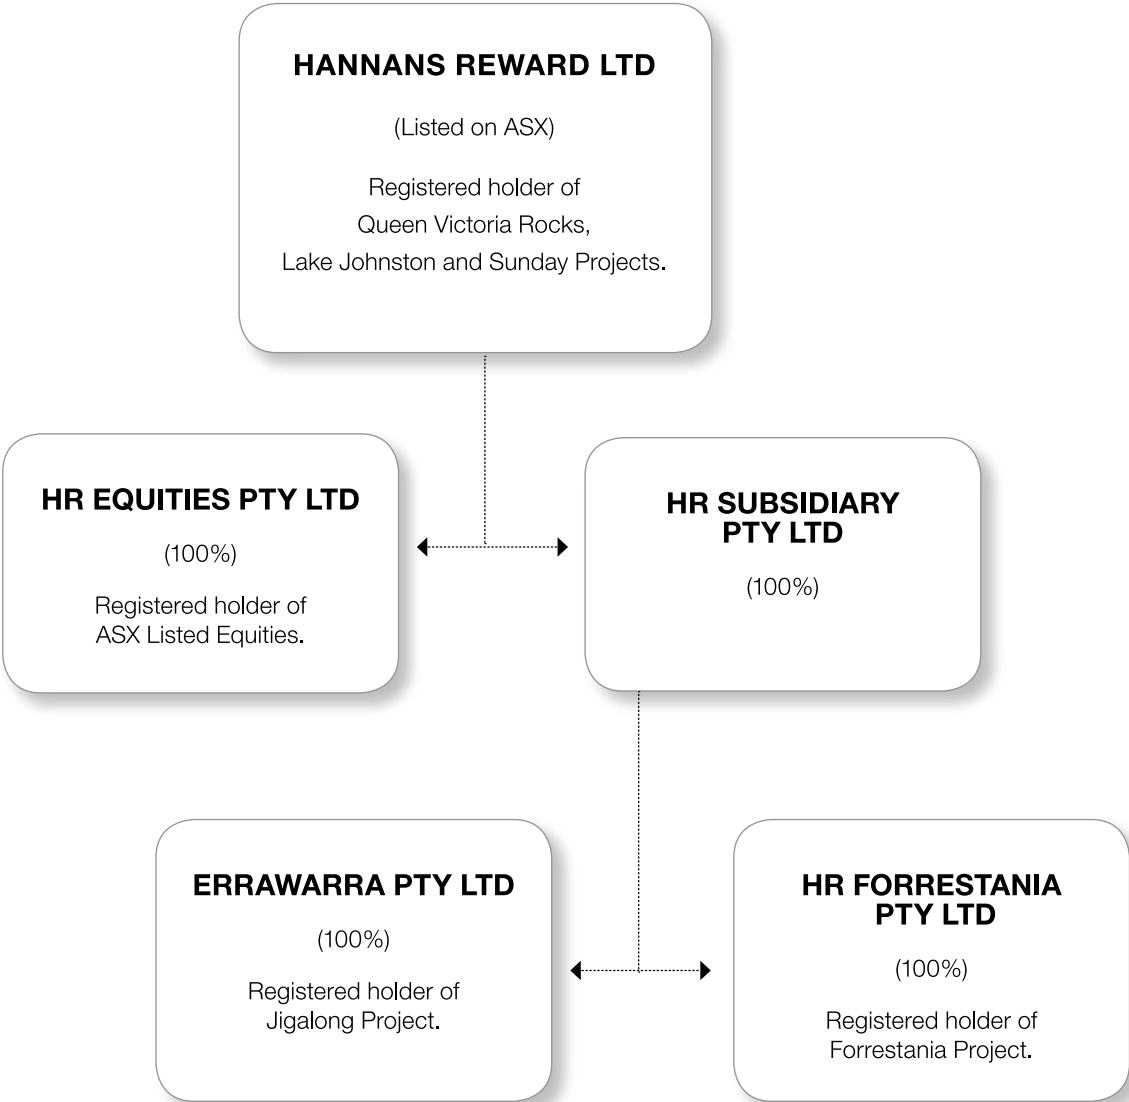 HANNANS REWARD LTD
(Listed on ASX)
Registered holder of
Queen Victoria Rocks,
Lake Johnston and Sunday Projects.
HR EQUITIES PTY LTD
(100%)
Registered holder of
ASX Listed Equities.
HR SUBSIDIARY
PTY LTD
(100%)
ERRAWARRA PTY LTD
(100%)
Registered holder of
Jigalong Project.
HR FORRESTANIA
PTY LTD
(100%)
Registered holder of
Forrestania Project.